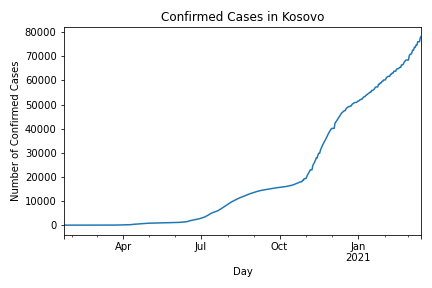 Confirmed Cases in Kosovo
80000
70000
60000
50000
40000
30000
20000
10000
0
Number of Confirmed Cases
Apr
Jul
Oct
Jan
2021
Day